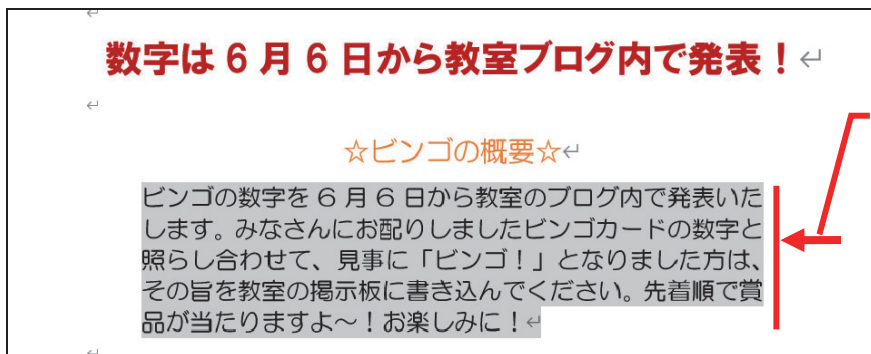 数字は６月６日から教室ブログ内で発表！
☆ビンゴの概要☆
ビンゴの数字を６月６日から教室のブログ内で発表いた
します。みなさんにお配りしましたビンゴカードの数字と
照らし合わせて、見事に「ビンゴ！」となりました方は、
その旨を教室の掲示板に書き込んでください。先着順で賞
品が当たりますよ～！お楽しみに！